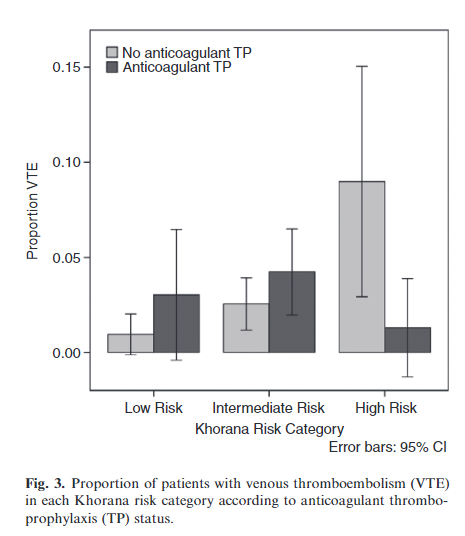 No anticoagulant TP
Anticoagulant TP
0.15
0.10
0.05
0.00
Proportion VTE
Low Risk Intermediate Risk High Risk
Khorana Risk Category
Error bars: 95% CI
Fig. 3. Proportion of patients with venous thromboembolism (VTE)
in each Khorana risk category according to anticoagulant thrombo-
prophylaxis (TP) status.